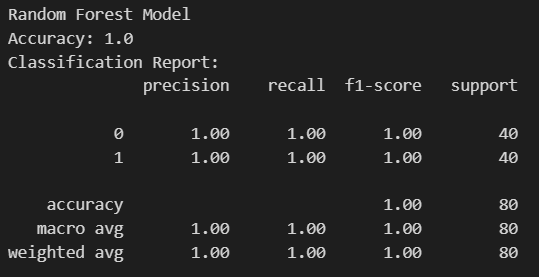 Random Forest Model
Accuracy: 1.0
Classification Report:
precision recall f1-score support
0 1.00 1.00 1.00 40
1 1.00 1.00 1.00 40
accuracy 1.00 80
macro avg 1.00 1.00 1.00 80
weighted avg 1.00 1.00 1.00 80